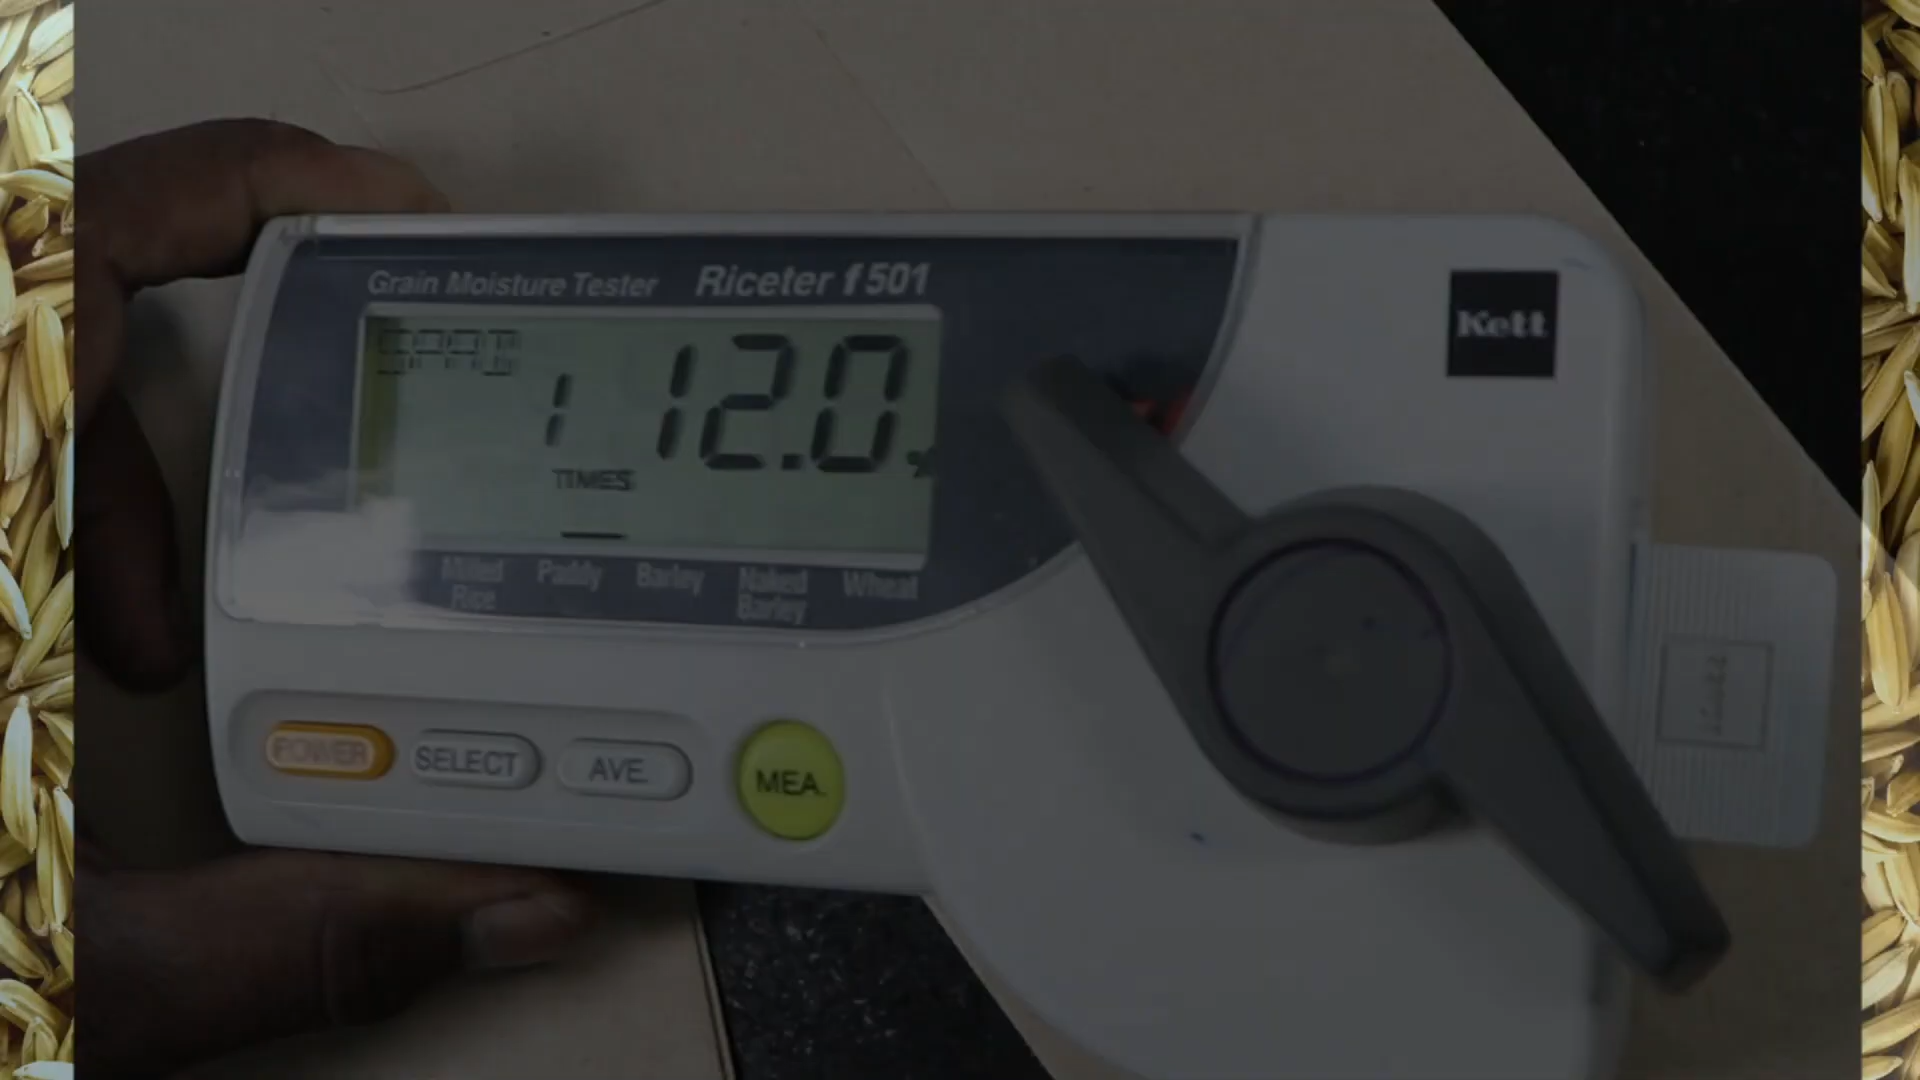 Grain Moisture Tester Riceter f501
Kett
1 12.0 %
TIMES
Milled Rice
Paddy
Barley
Naked Barley
Wheat
POWER
SELECT
AVE.
MEA.